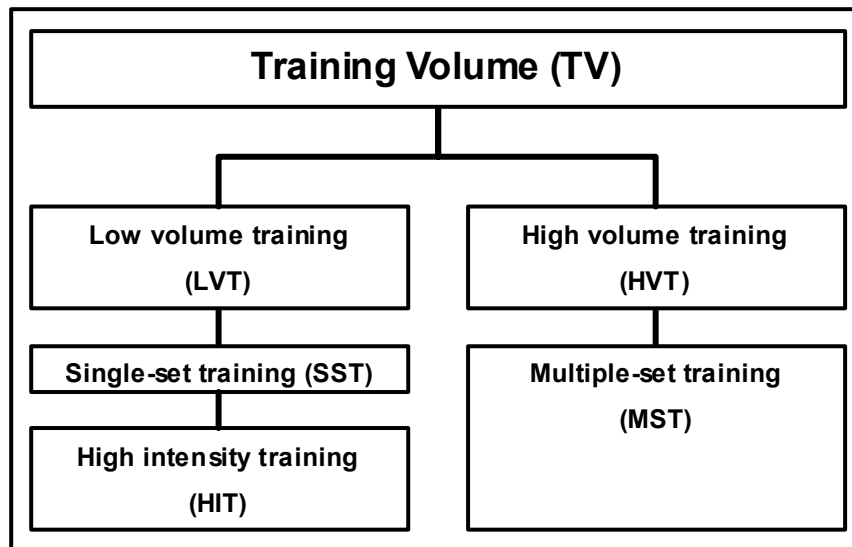 Training Volume (TV)
Low volume training
(LVT)
High volume training
(HVT)
Single-set training (SST)
Multiple-set training
(MST)
High intensity training
(HIT)